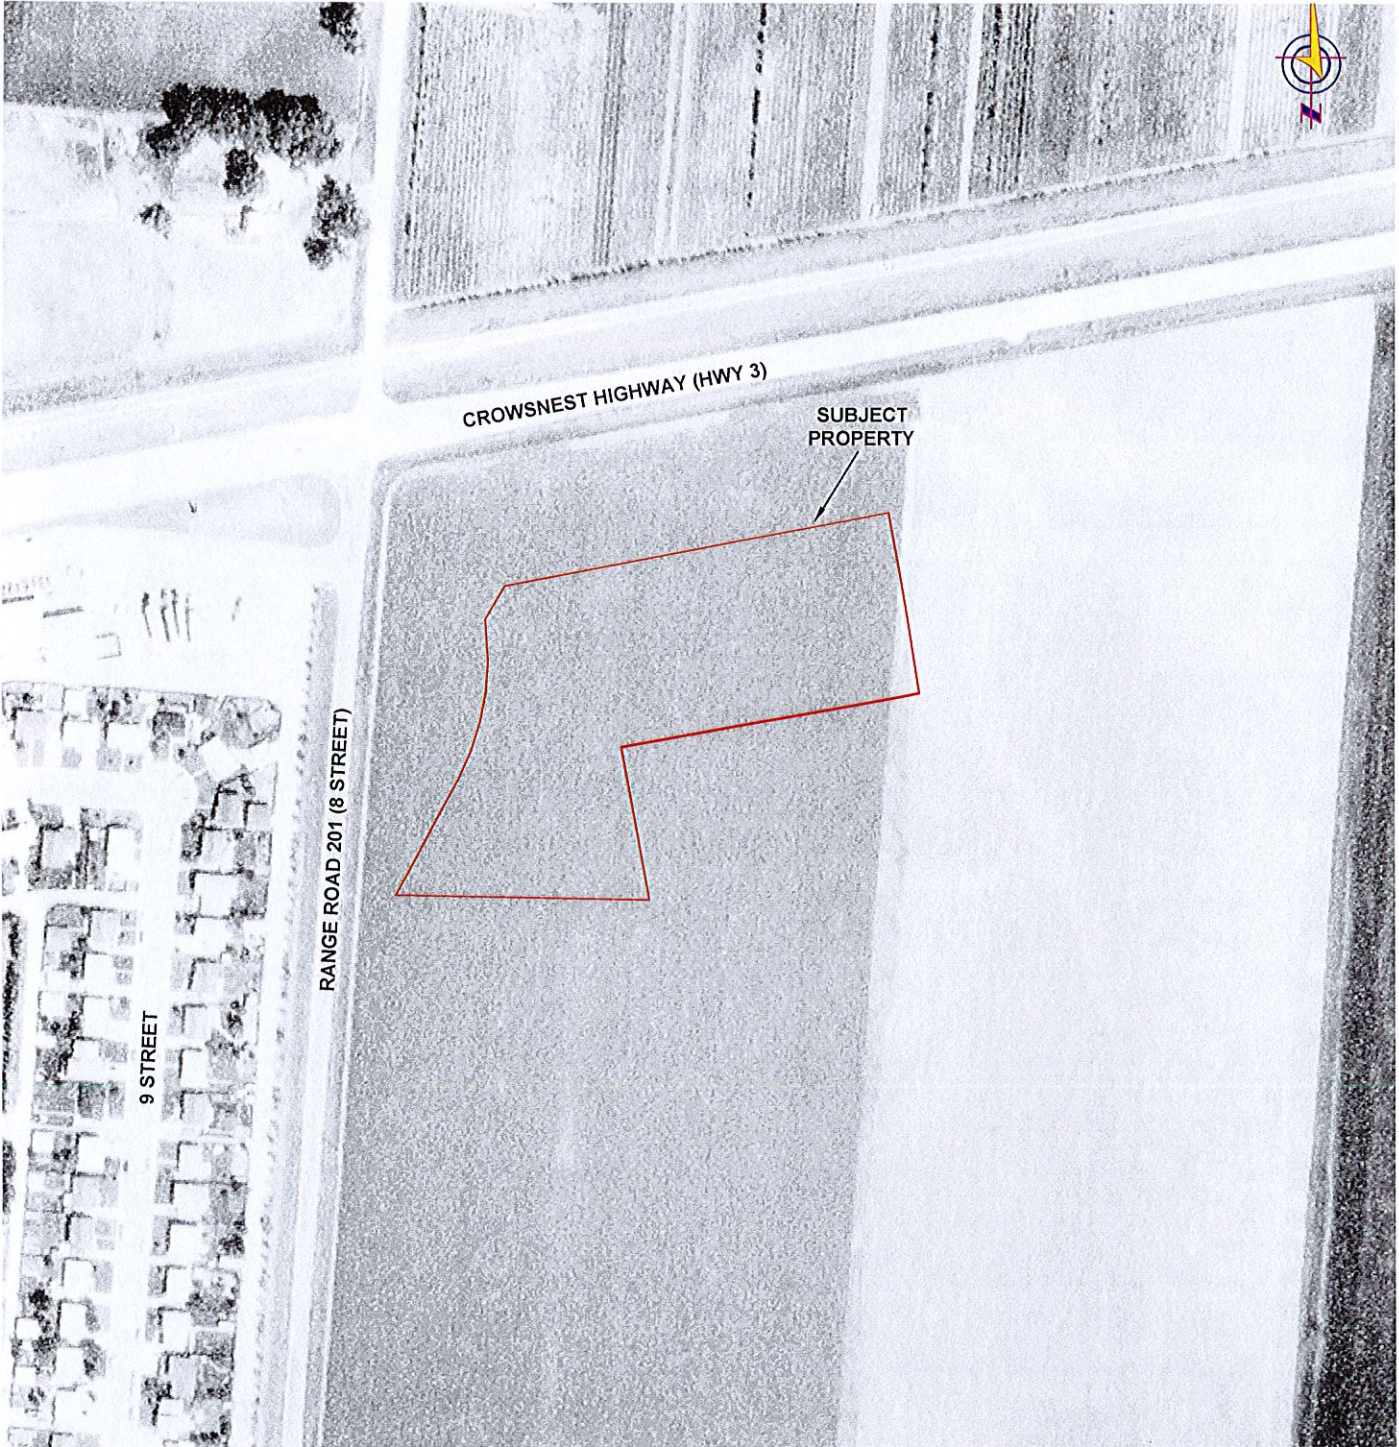 N
CROWSNEST HIGHWAY (HWY 3)
SUBJECT
PROPERTY
RANGE ROAD 201 (8 STREET)
9 STREET